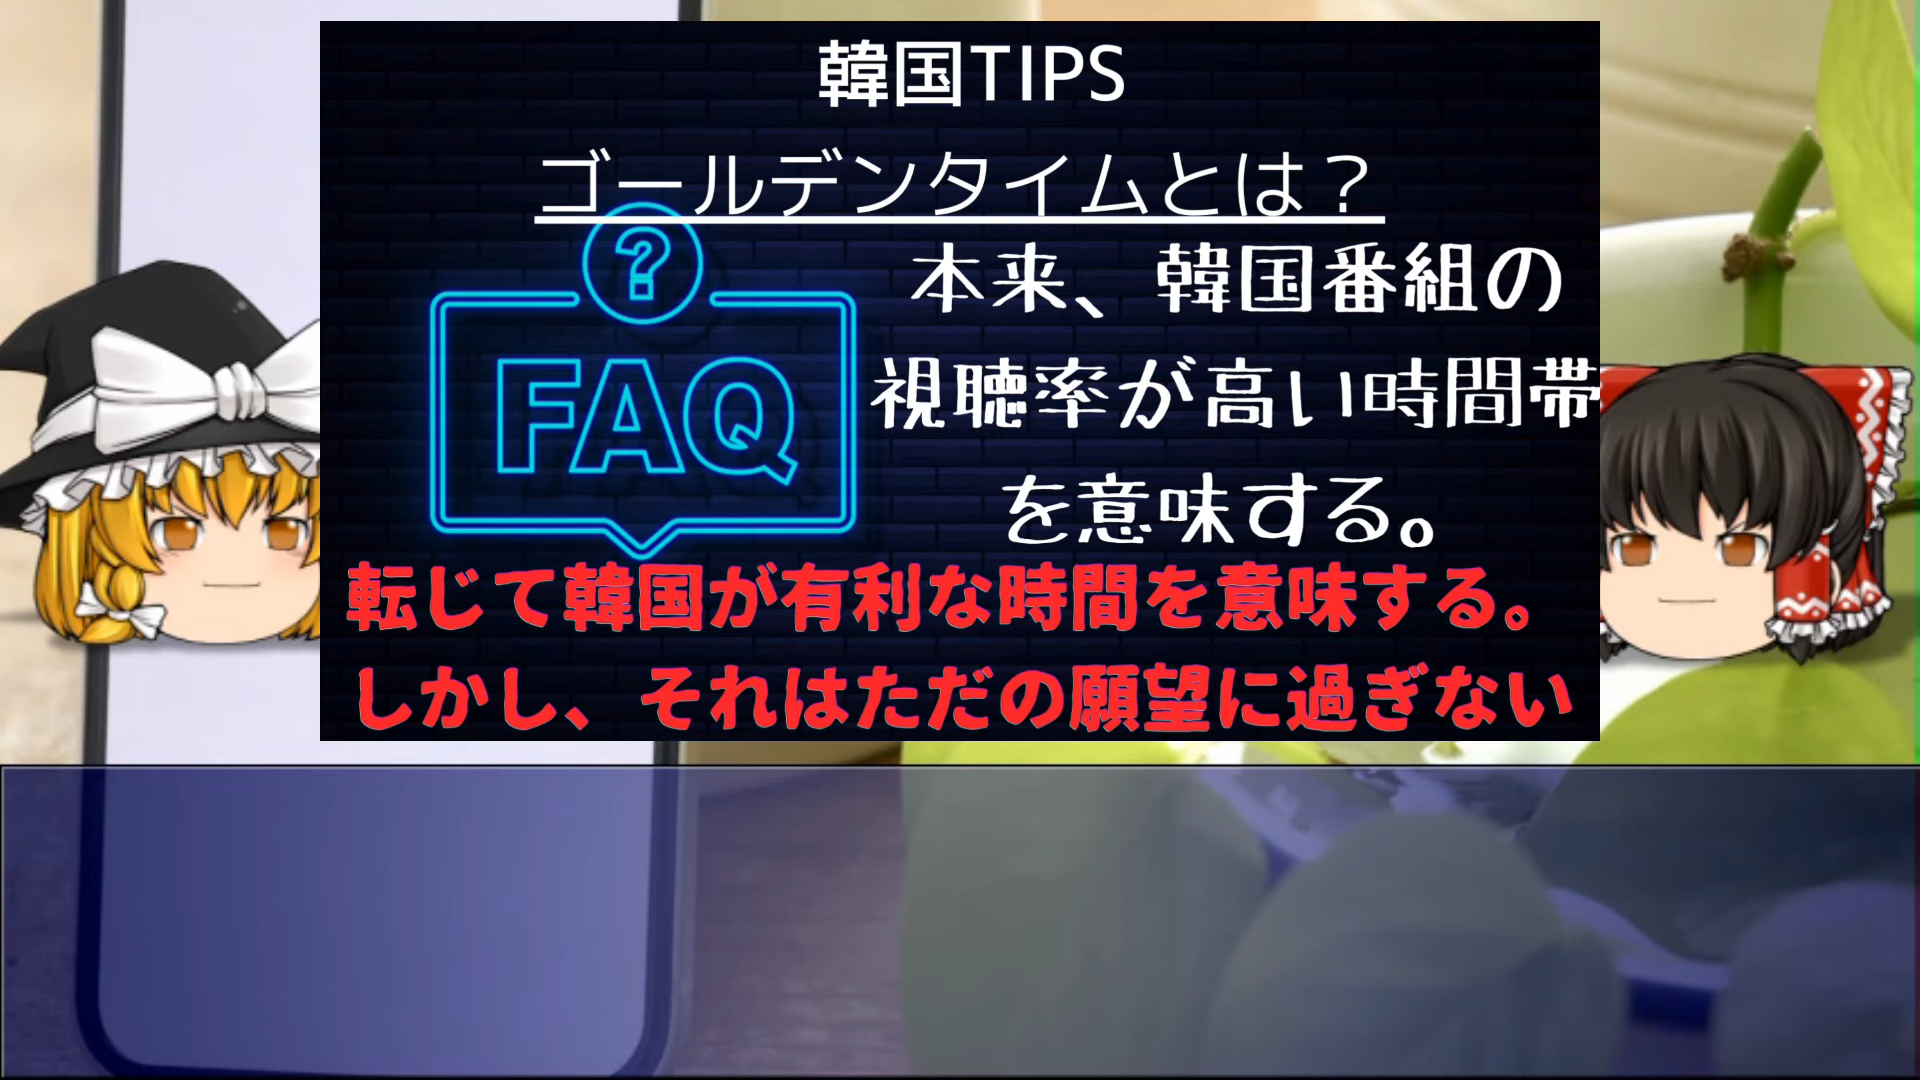 韓国TIPS
ゴールデンタイムとは？
?
FAQ
本来、韓国番組の
視聴率が高い時間帯
を意味する。
転じて韓国が有利な時間を意味する。
しかし、それはただの願望に過ぎない